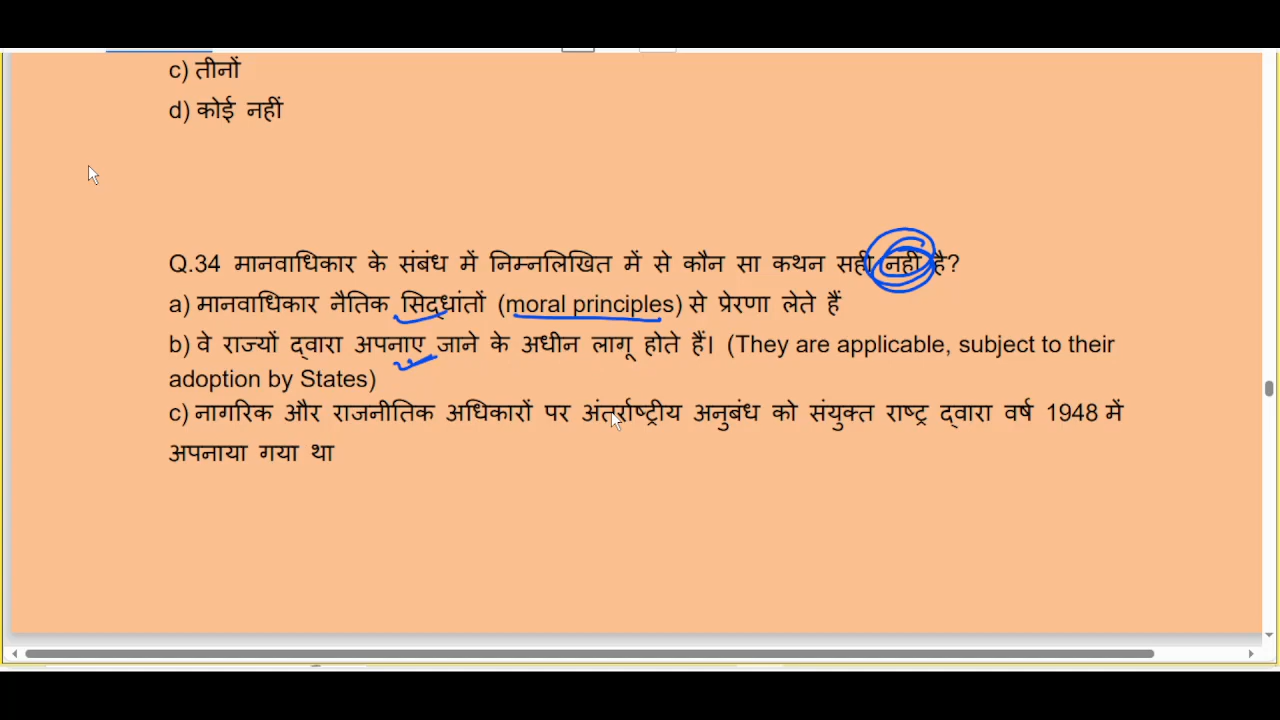 c) तीनों
d) कोई नहीं
Q.34 मानवाधिकार के संबंध में निम्नलिखित में से कौन सा कथन सही नहीं है?
a) मानवाधिकार नैतिक सिद्धांतों (moral principles) से प्रेरणा लेते हैं
b) वे राज्यों द्वारा अपनाए जाने के अधीन लागू होते हैं। (They are applicable, subject to their
adoption by States)
c) नागरिक और राजनीतिक अधिकारों पर अंतर्राष्ट्रीय अनुबंध को संयुक्त राष्ट्र द्वारा वर्ष 1948 में
अपनाया गया था